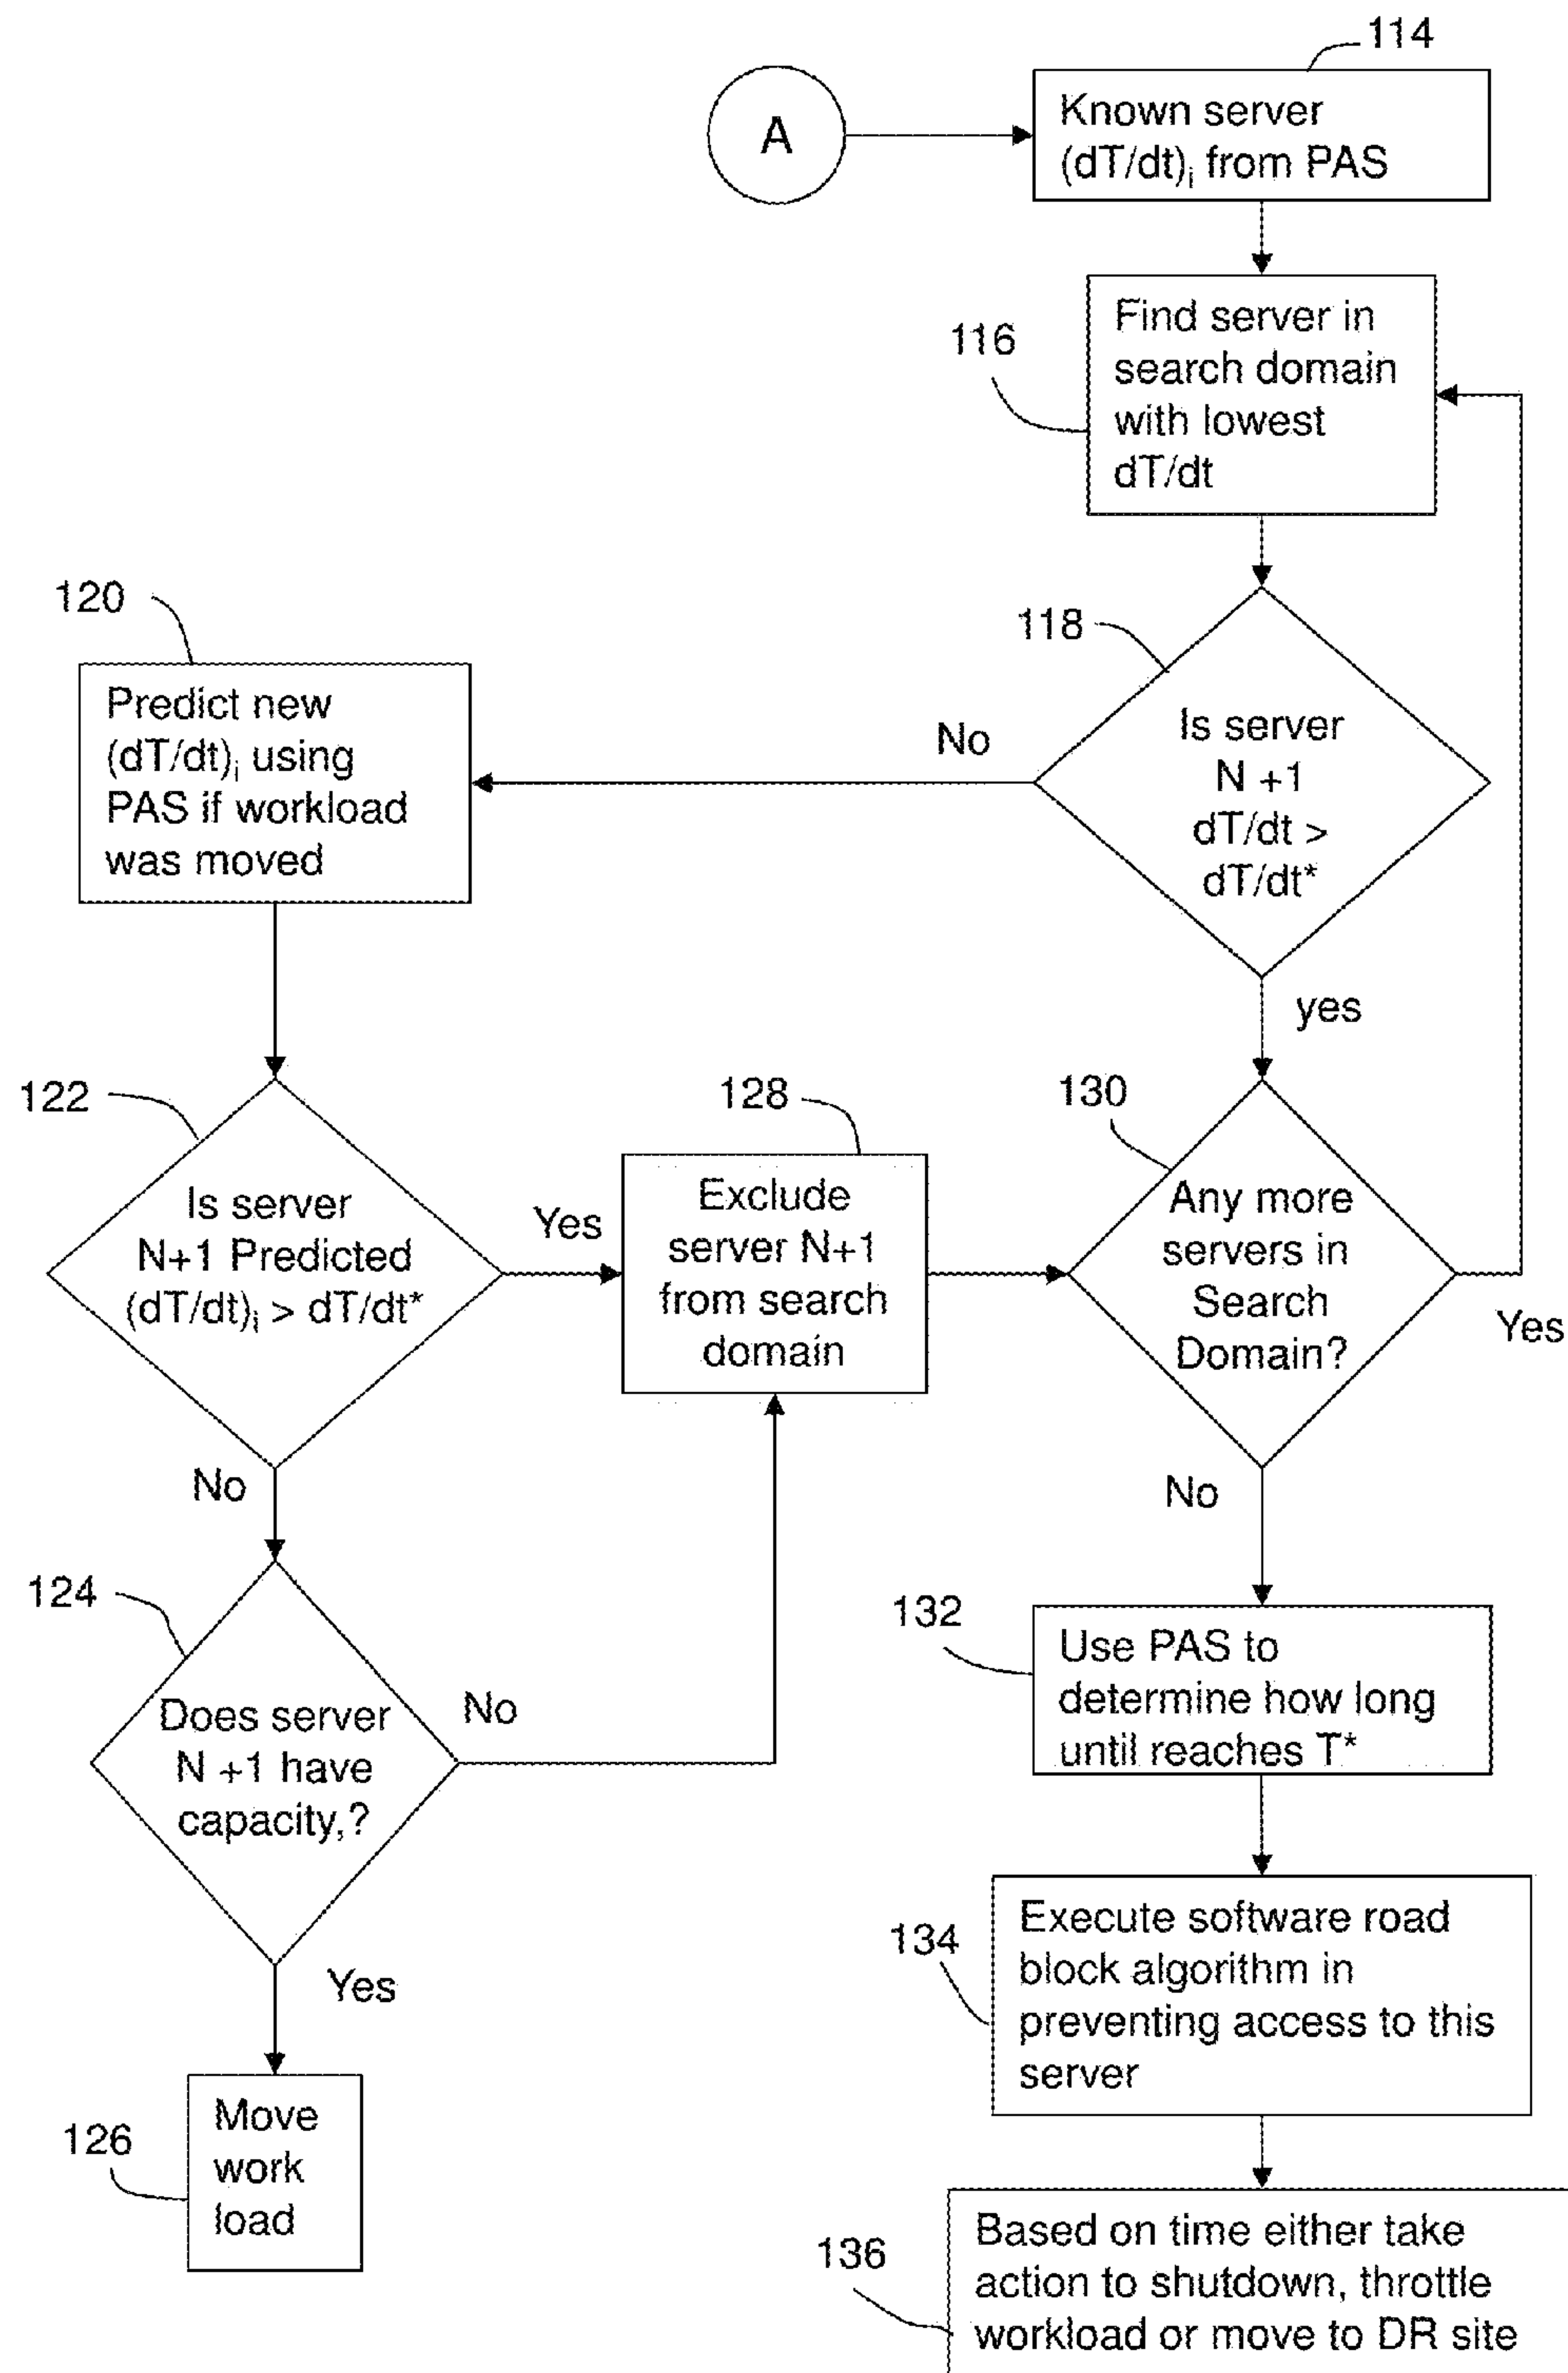 114
A
Known server
(dT/dt)i from PAS
116
Find server in
search domain
with lowest
dT/dt
118
Is server
N +1
dT/dt >
dT/dt*
No
yes
120
Predict new
(dT/dt)i using
PAS if workload
was moved
122
Is server
N+1 Predicted
(dT/dt)i > dT/dt*
Yes
No
128
Exclude
server N+1
from search
domain
130
Any more
servers in
Search
Domain?
Yes
No
124
Does server
N +1 have
capacity,?
No
Yes
126
Move
work
load
132
Use PAS to
determine how long
until reaches T*
134
Execute software road
block algorithm in
preventing access to this
server
136
Based on time either take
action to shutdown, throttle
workload or move to DR site